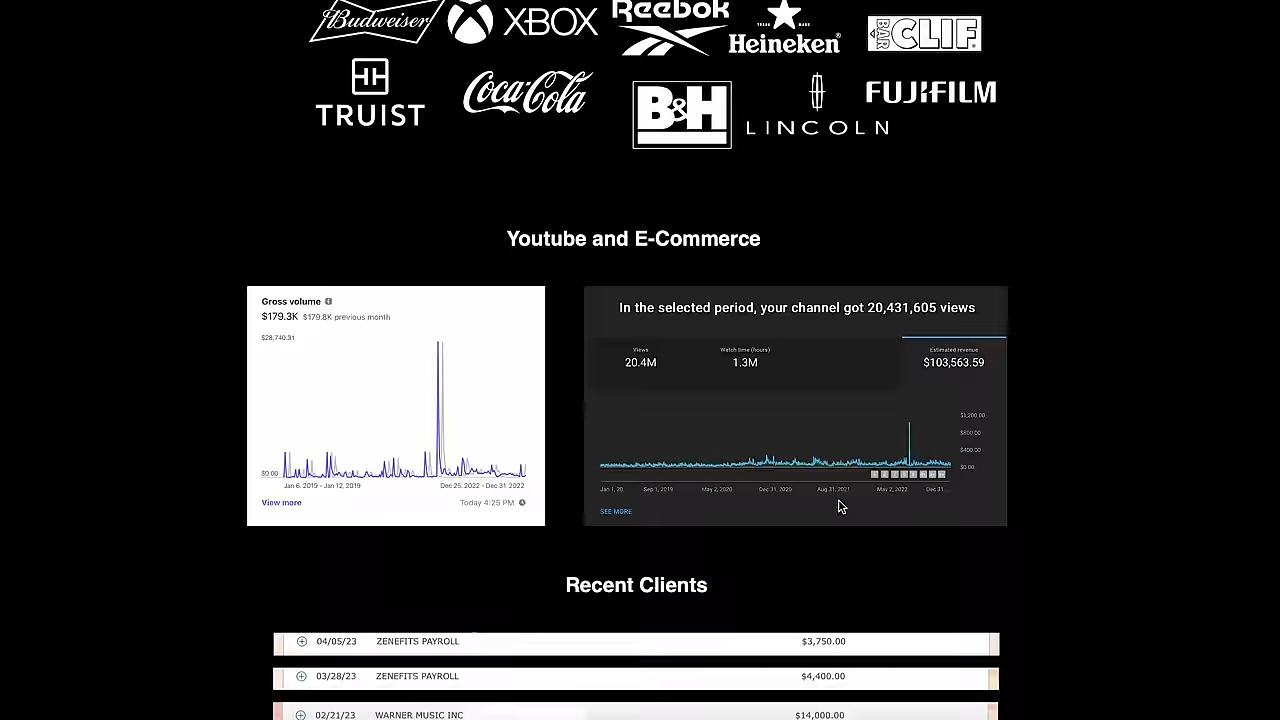 Budweiser
XBOX
Reebok
TRADE MARK
Heineken®
CLIF
BAR
TRUIST
Coca-Cola
B&H
LINCOLN
FUJIFILM
Youtube and E-Commerce
Gross volume
$179.3K $179.8K previous month
$28,740.31
$0.00
Jan 6, 2019 - Jan 12, 2019
Dec 25, 2022 - Dec 31, 2022
View more
Today 4:25 PM
In the selected period, your channel got 20,431,605 views
Views
20.4M
Watch time (hours)
1.3M
Estimated revenue
$103,563.59
$1,200.00
$800.00
$400.00
$0.00
Jan 1, 20
Sep 1, 2019
May 2, 2020
Dec 31, 2020
Aug 31, 2021
May 2, 2022
Dec 31
SEE MORE
Recent Clients
04/05/23 ZENEFITS PAYROLL $3,750.00
03/28/23 ZENEFITS PAYROLL $4,400.00
02/21/23 WARNER MUSIC INC $14,000.00